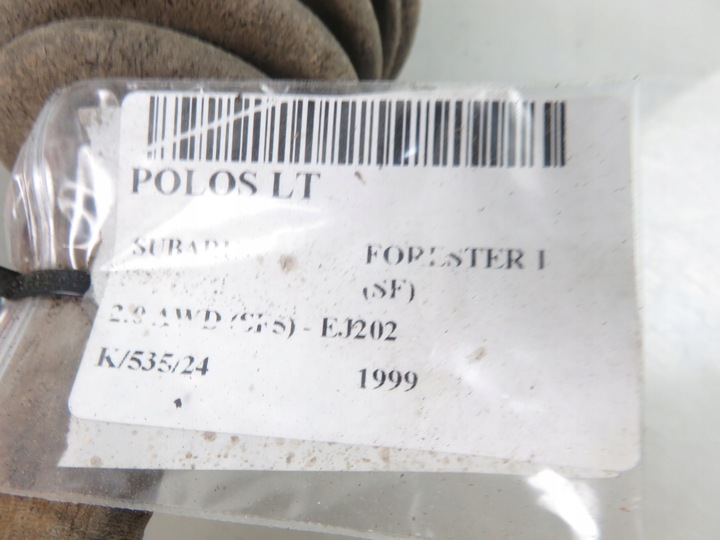 POLOS LT
SUBARU FORESTER I
(SF)
2.0 AWD (SF5) - EJ202
K/535/24 1999